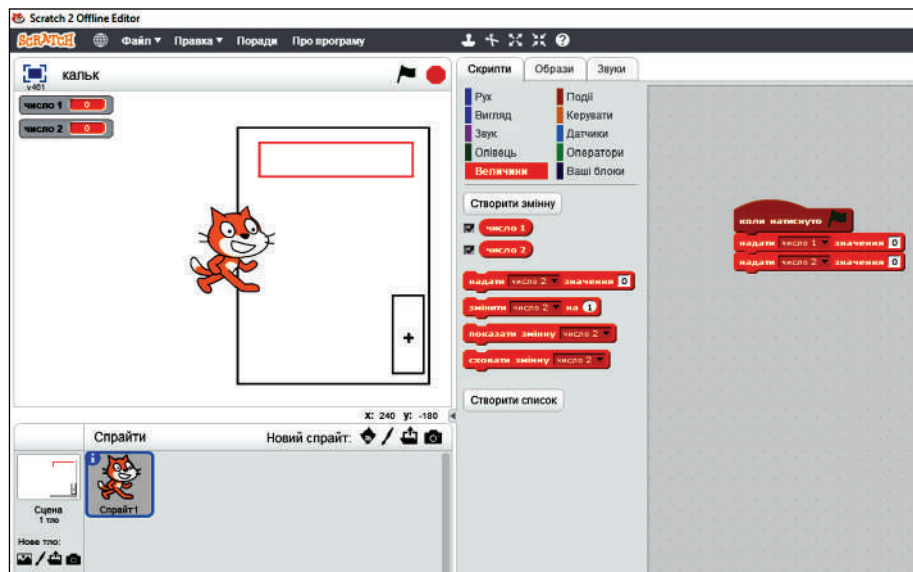 Scratch 2 Offline Editor
SCRATCH Файл Правка Поради Про програму
кальк
v461
число 1 0
число 2 0
+
x: 240 y: -180
Спрайти Новий спрайт:
Сцена
1 тло
Нове тло:
Спрайт1
Скрипти Образи Звуки
Рух Події
Вигляд Керувати
Звук Датчики
Олівець Оператори
Величини Ваші блоки
Створити змінну
число 1
число 2
надати число 2 значення 0
змінити число 2 на 1
показати змінну число 2
сховати змінну число 2
Створити список
коли натиснуто
надати число 1 значення 0
надати число 2 значення 0